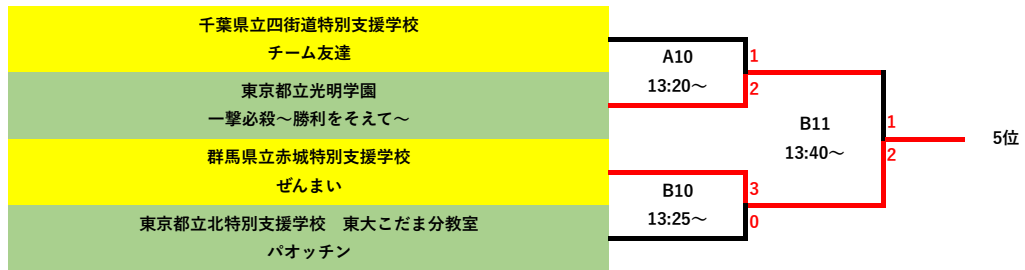 千葉県立四街道特別支援学校
チーム友達
東京都立光明学園
一撃必殺～勝利をそえて～
群馬県立赤城特別支援学校
ぜんまい
東京都立北特別支援学校　東大こだま分教室
パオッチン
A10
13:20～
1
2
B10
13:25～
3
0
B11
13:40～
1
2
5位